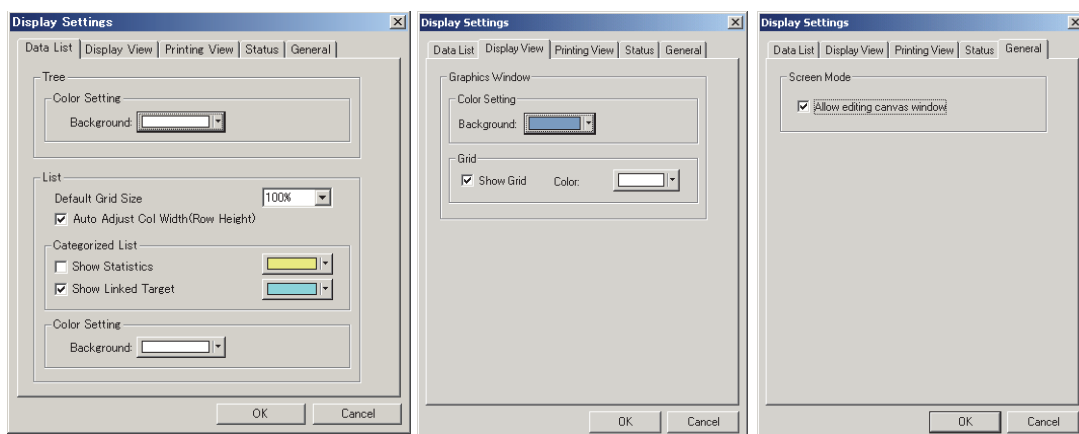 Display Settings
Data List Display View Printing View Status General
Tree
Color Setting
Background:
List
Default Grid Size 100%
Auto Adjust Col Width(Row Height)
Categorized List
Show Statistics
Show Linked Target
Color Setting
Background:
OK Cancel
Display Settings
Data List Display View Printing View Status General
Graphics Window
Color Setting
Background:
Grid
Show Grid Color:
OK Cancel
Display Settings
Data List Display View Printing View Status General
Screen Mode
Allow editing canvas window
OK Cancel